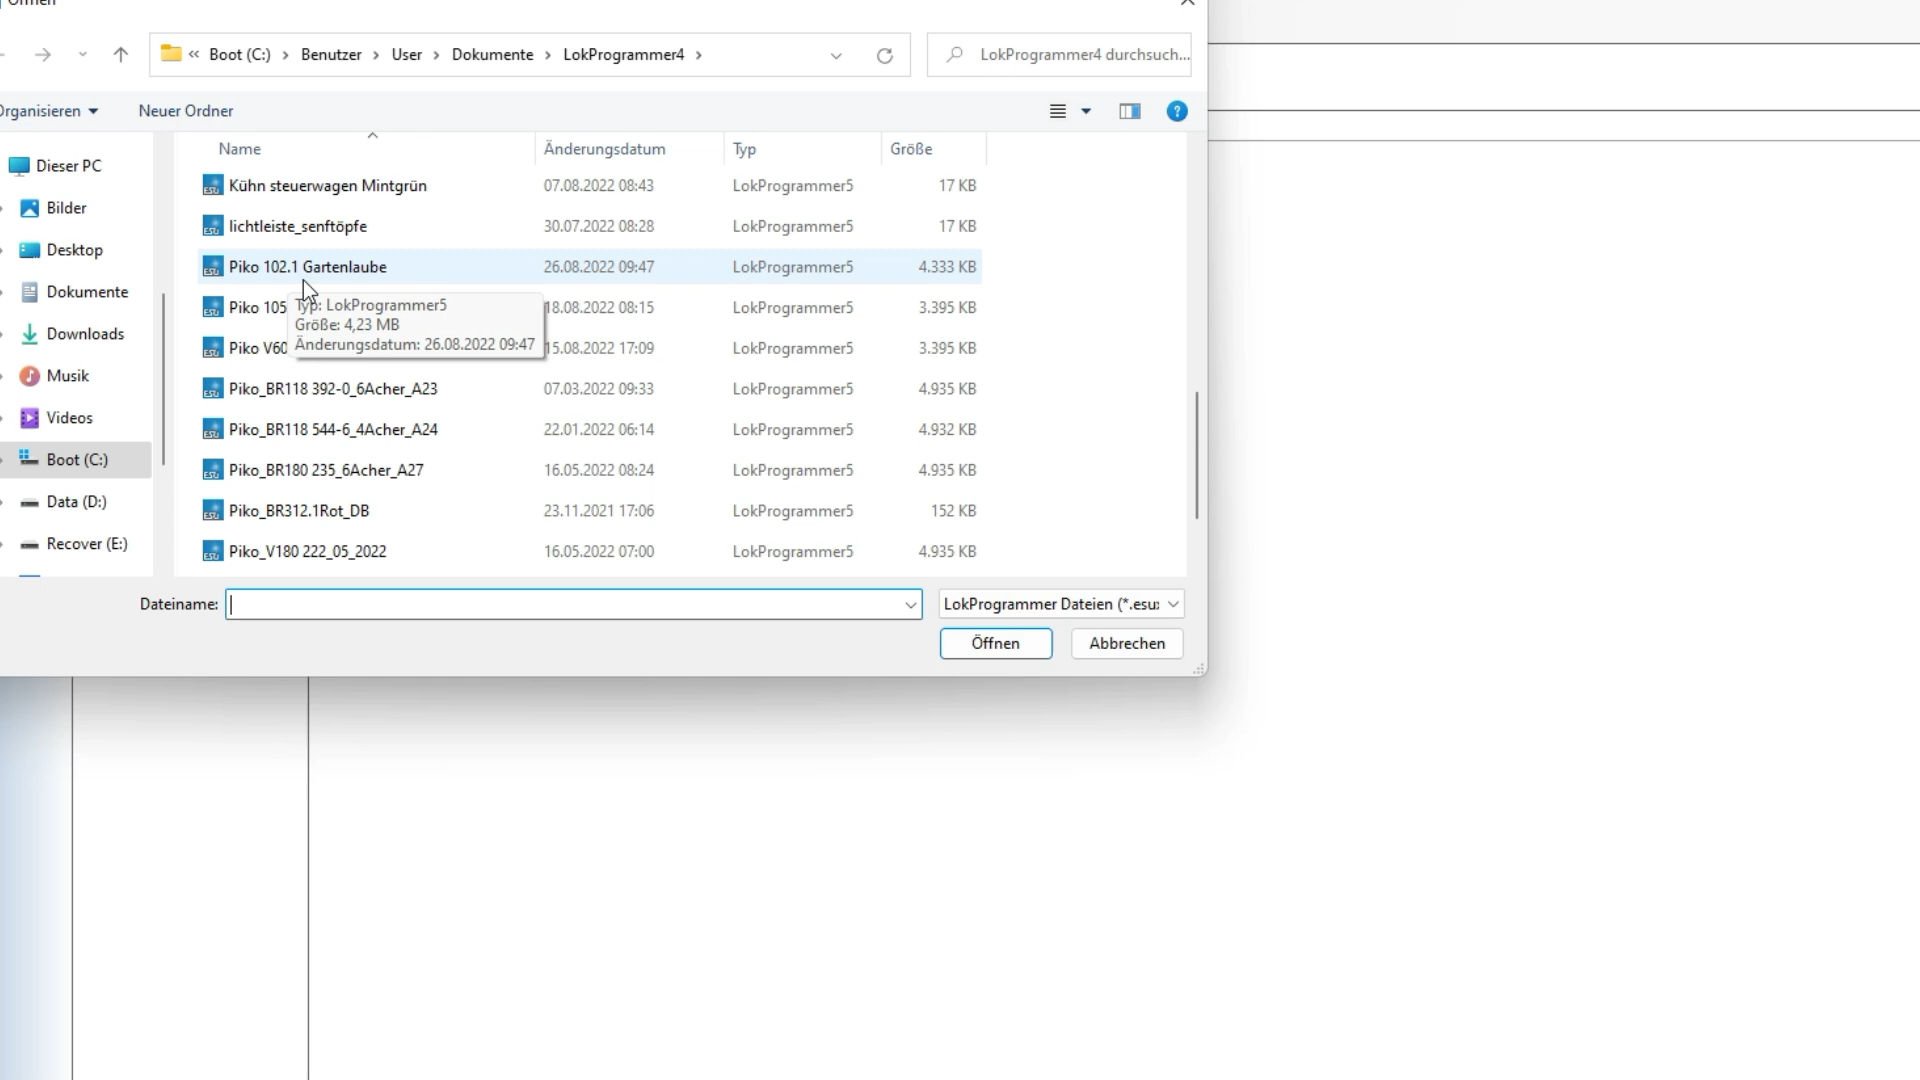 Öffnen
« Boot (C:) › Benutzer › User › Dokumente › LokProgrammer4 ›
LokProgrammer4 durchsuch...
Organisieren
Neuer Ordner
Name Änderungsdatum Typ Größe
Dieser PC
Bilder
Desktop
Dokumente
Downloads
Musik
Videos
Boot (C:)
Data (D:)
Recover (E:)
Kühn steuerwagen Mintgrün 07.08.2022 08:43 LokProgrammer5 17 KB
lichtleiste_senftöpfe 30.07.2022 08:28 LokProgrammer5 17 KB
Piko 102.1 Gartenlaube 26.08.2022 09:47 LokProgrammer5 4.333 KB
Piko 105 18.08.2022 08:15 LokProgrammer5 3.395 KB
Piko V60 15.08.2022 17:09 LokProgrammer5 3.395 KB
Typ: LokProgrammer5
Größe: 4,23 MB
Änderungsdatum: 26.08.2022 09:47
Piko_BR118 392-0_6Acher_A23 07.03.2022 09:33 LokProgrammer5 4.935 KB
Piko_BR118 544-6_4Acher_A24 22.01.2022 06:14 LokProgrammer5 4.932 KB
Piko_BR180 235_6Acher_A27 16.05.2022 08:24 LokProgrammer5 4.935 KB
Piko_BR312.1Rot_DB 23.11.2021 17:06 LokProgrammer5 152 KB
Piko_V180 222_05_2022 16.05.2022 07:00 LokProgrammer5 4.935 KB
Dateiname:
LokProgrammer Dateien (*.esu
Öffnen
Abbrechen